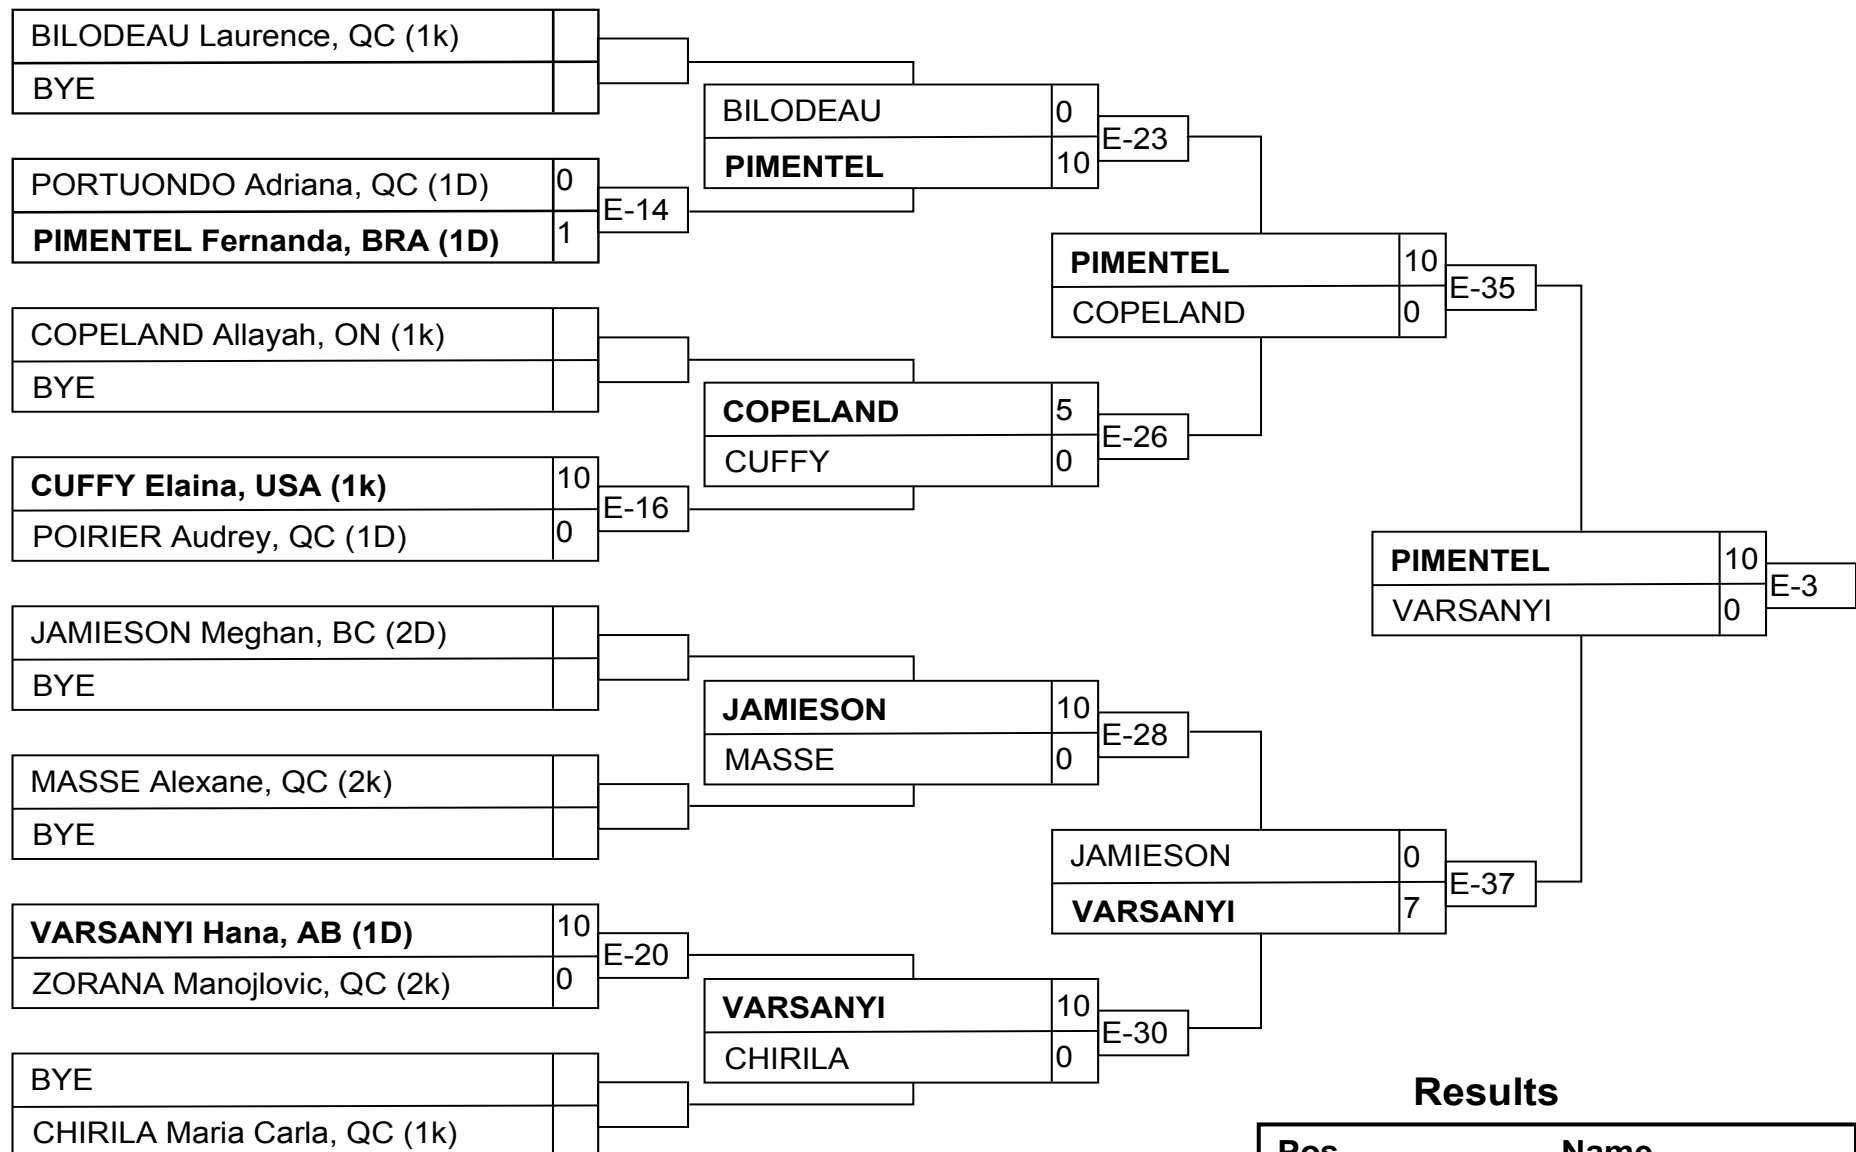 BILODEAU Laurence, QC (1k)
BYE
PORTUONDO Adriana, QC (1D) 0
PIMENTEL Fernanda, BRA (1D) 1
E-14
COPELAND Allayah, ON (1k)
BYE
CUFFY Elaina, USA (1k) 10
POIRIER Audrey, QC (1D) 0
E-16
JAMIESON Meghan, BC (2D)
BYE
MASSE Alexane, QC (2k)
BYE
VARSANYI Hana, AB (1D) 10
ZORANA Manojlovic, QC (2k) 0
E-20
BYE
CHIRILA Maria Carla, QC (1k)
BILODEAU 0
PIMENTEL 10
E-23
COPELAND 5
CUFFY 0
E-26
JAMIESON 10
MASSE 0
E-28
VARSANYI 10
CHIRILA 0
E-30
PIMENTEL 10
COPELAND 0
E-35
JAMIESON 0
VARSANYI 7
E-37
PIMENTEL 10
VARSANYI 0
E-3
Results
Pos Name